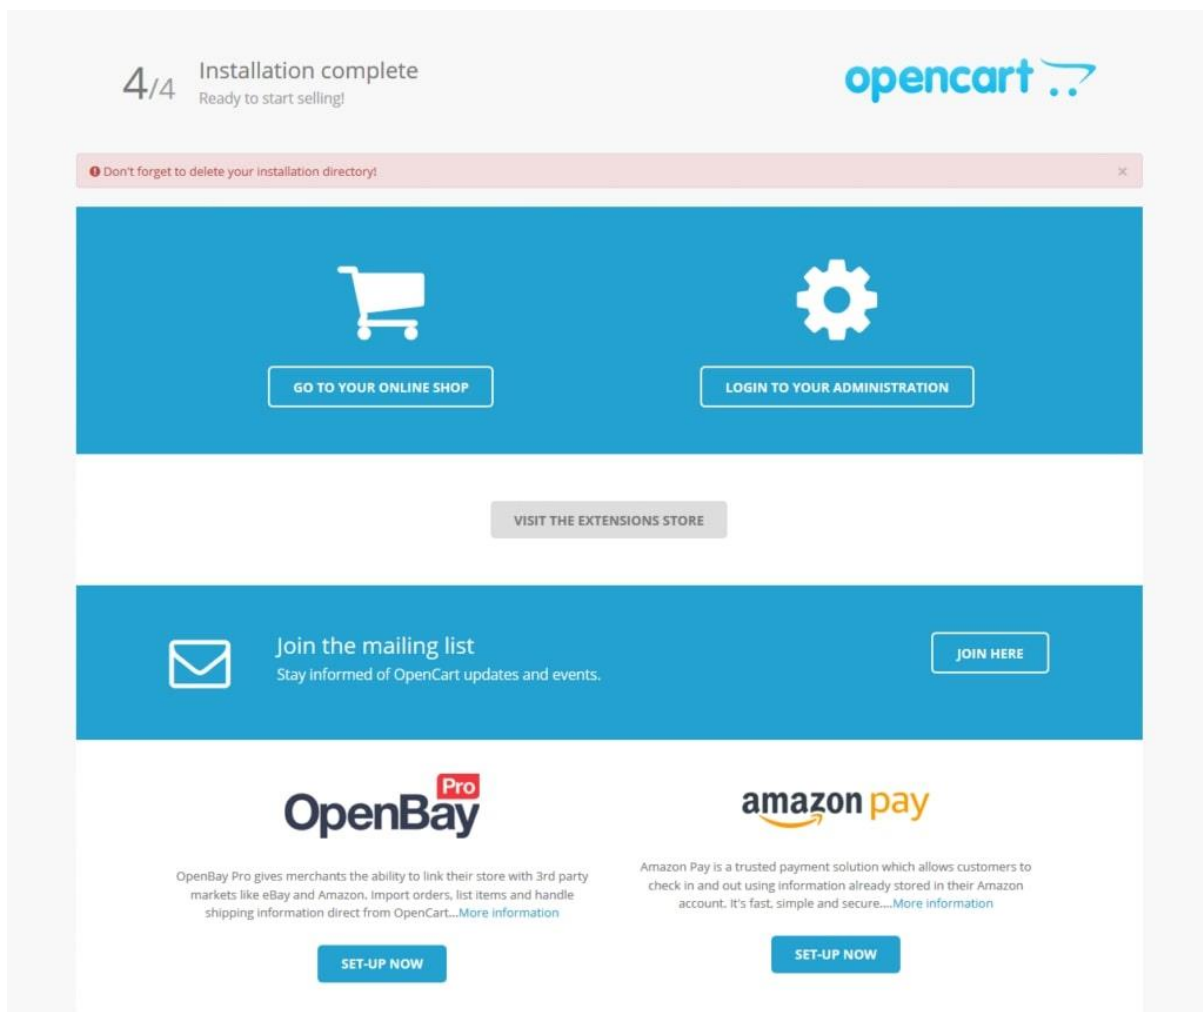 4/4
Installation complete
Ready to start selling!
opencart
Don't forget to delete your installation directory!
×
GO TO YOUR ONLINE SHOP
LOGIN TO YOUR ADMINISTRATION
VISIT THE EXTENSIONS STORE
Join the mailing list
Stay informed of OpenCart updates and events.
JOIN HERE
OpenBay Pro
OpenBay Pro gives merchants the ability to link their store with 3rd party
markets like eBay and Amazon. Import orders, list items and handle
shipping information direct from OpenCart...More information
SET-UP NOW
amazon pay
Amazon Pay is a trusted payment solution which allows customers to
check in and out using information already stored in their Amazon
account. It's fast, simple and secure....More information
SET-UP NOW